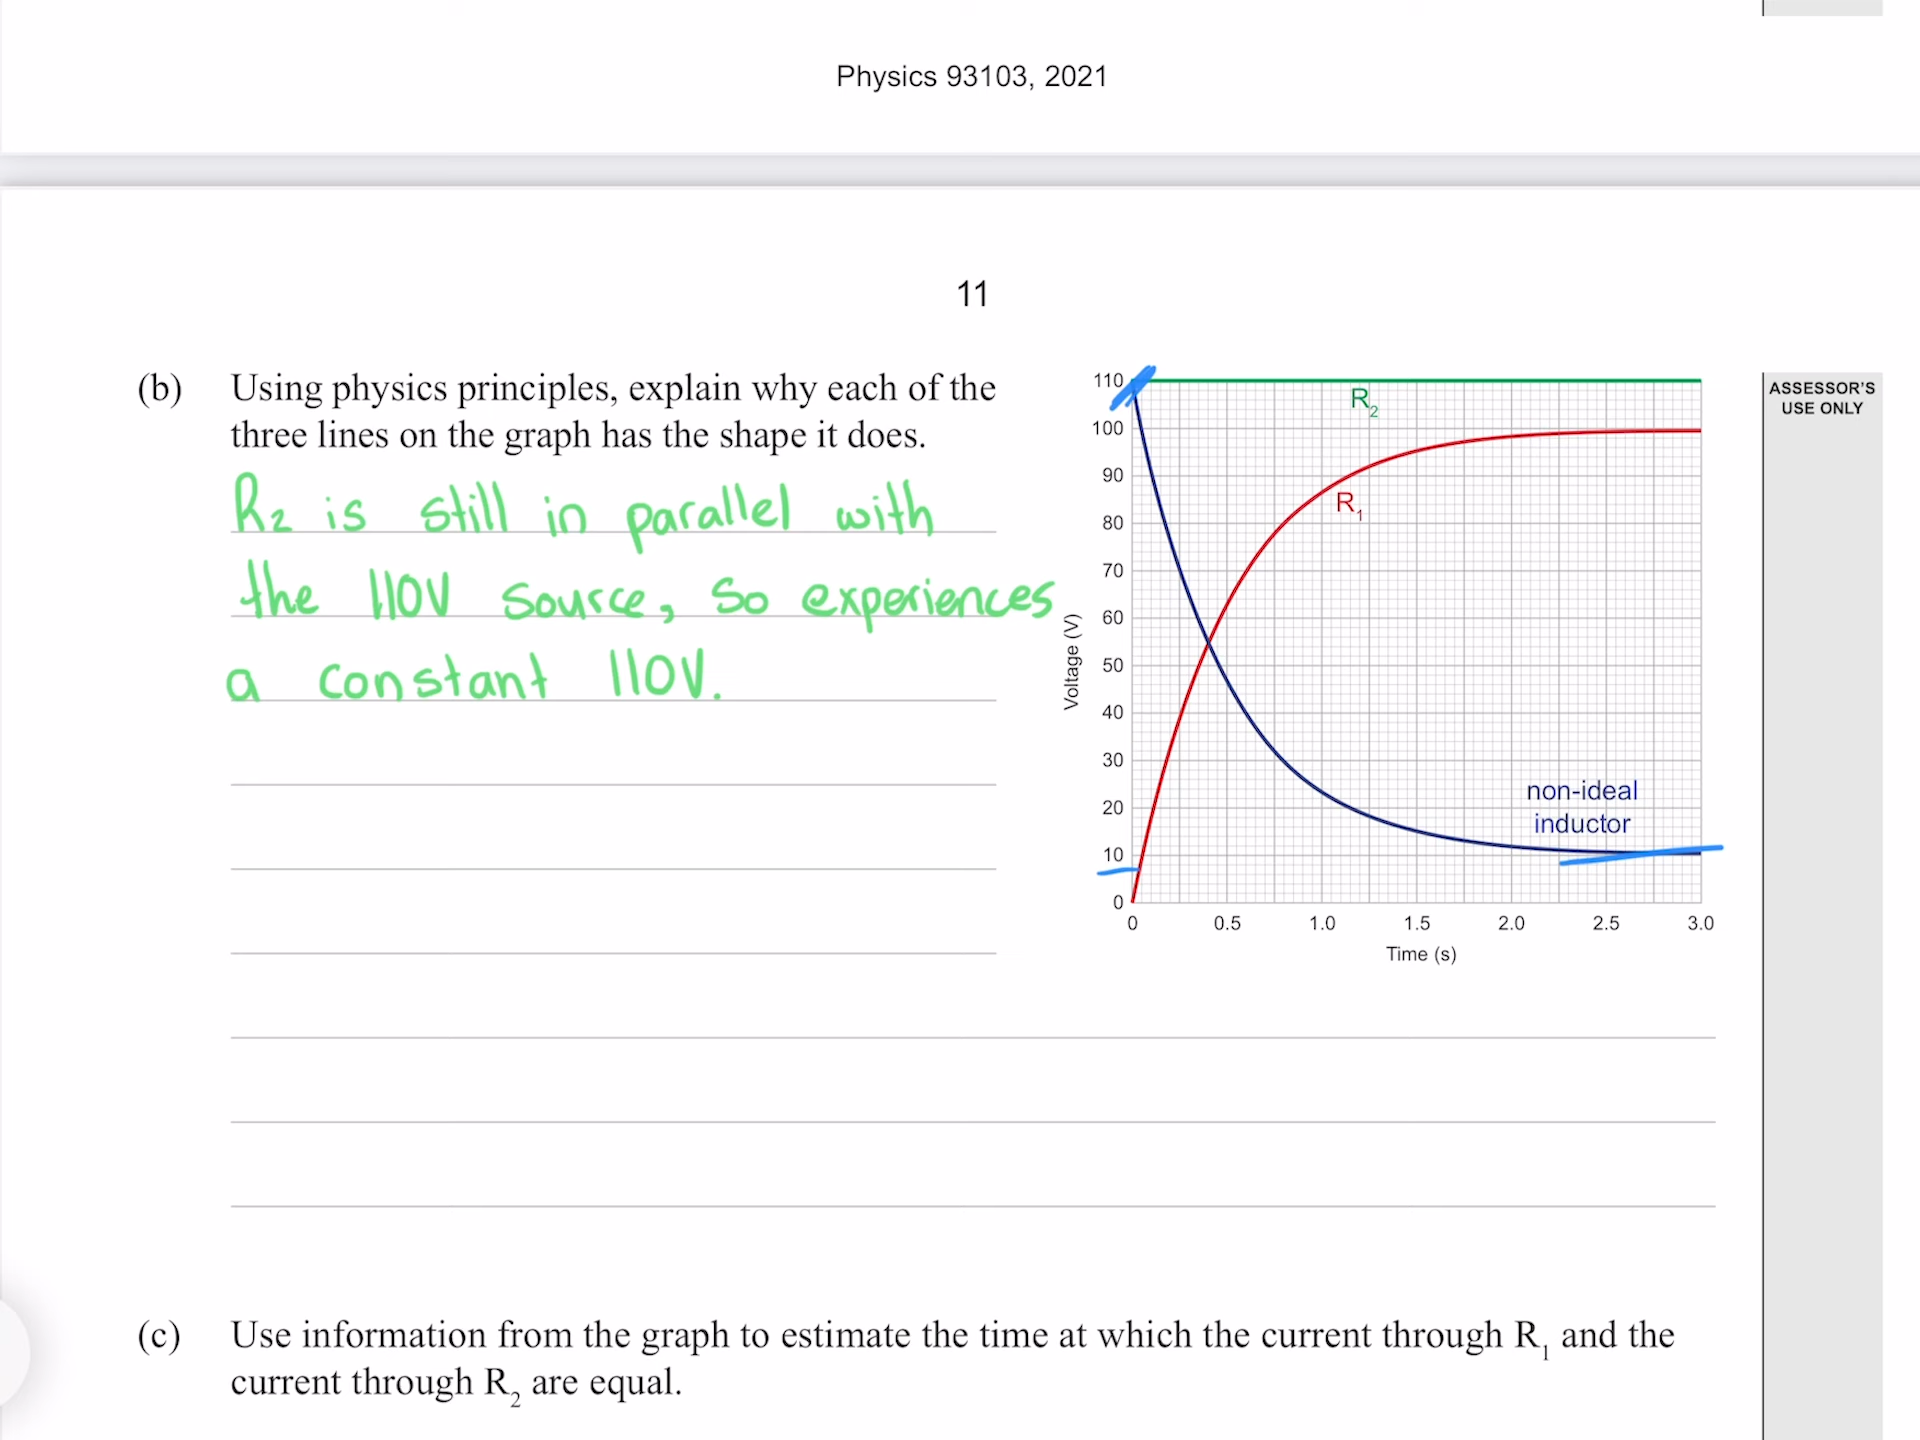 Physics 93103, 2021
11
(b) Using physics principles, explain why each of the
three lines on the graph has the shape it does.
R2 is still in parallel with
the 110V source, so experiences
a constant 110V.
110
100
90
80
70
60
50
40
30
20
10
0
Voltage (V)
R2
R1
non-ideal
inductor
0 0.5 1.0 1.5 2.0 2.5 3.0
Time (s)
ASSESSOR'S
USE ONLY
(c) Use information from the graph to estimate the time at which the current through R1 and the
current through R2 are equal.